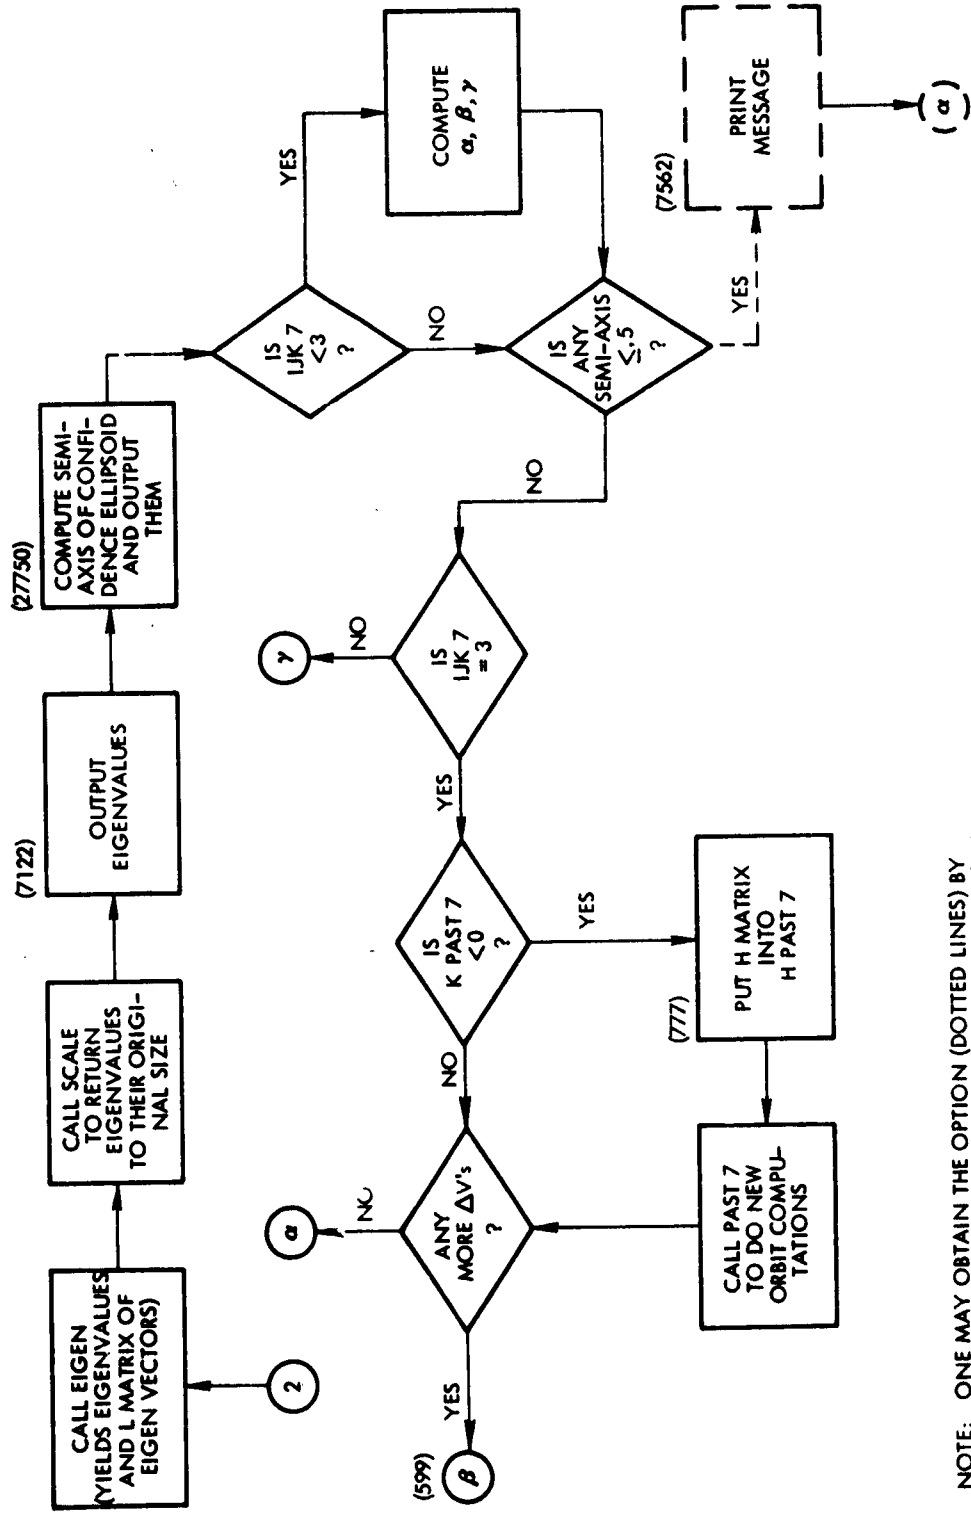 2
CALL EIGEN
(YIELDS EIGENVALUES
AND L MATRIX OF
EIGEN VECTORS)
CALL SCALE
TO RETURN
EIGENVALUES
TO THEIR ORIGI-
NAL SIZE
(7122)
OUTPUT
EIGENVALUES
(27750)
COMPUTE SEMI-
AXIS OF CONFI-
DENCE ELLIPSOID
AND OUTPUT
THEM
IS
IJK 7
<3
?
YES
COMPUTE
α, β, γ
NO
IS
ANY
SEMI-AXIS
≤.5
?
YES
(7562)
PRINT
MESSAGE
(α)
NO
IS
IJK 7
= 3
NO
γ
YES
IS
K PAST 7
<0
?
YES
(777)
PUT H MATRIX
INTO
H PAST 7
CALL PAST 7
TO DO NEW
ORBIT COMPU-
TATIONS
NO
ANY
MORE ΔV's
?
NO
α
YES
(599)
β
NOTE: ONE MAY OBTAIN THE OPTION (DOTTED LINES) BY